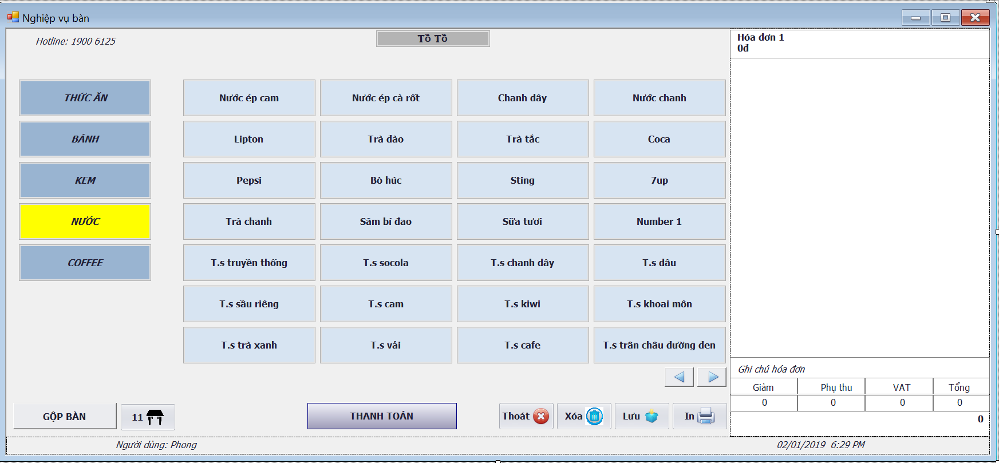 Nghiệp vụ bàn
Hotline: 1900 6125
Tồ Tồ
Hóa đơn 1
0đ
THỨC ĂN
BÁNH
KEM
NƯỚC
COFFEE
Nước ép cam
Nước ép cà rốt
Chanh dây
Nước chanh
Lipton
Trà đào
Trà tắc
Coca
Pepsi
Bò húc
Sting
7up
Trà chanh
Sâm bí đao
Sữa tươi
Number 1
T.s truyền thống
T.s socola
T.s chanh dây
T.s dâu
T.s sầu riêng
T.s cam
T.s kiwi
T.s khoai môn
T.s trà xanh
T.s vải
T.s cafe
T.s trân châu đường đen
Ghi chú hóa đơn
Giảm Phụ thu VAT Tổng
0 0 0 0
0
GỘP BÀN
11
THANH TOÁN
Thoát
Xóa
Lưu
In
Người dùng: Phong
02/01/2019 6:29 PM